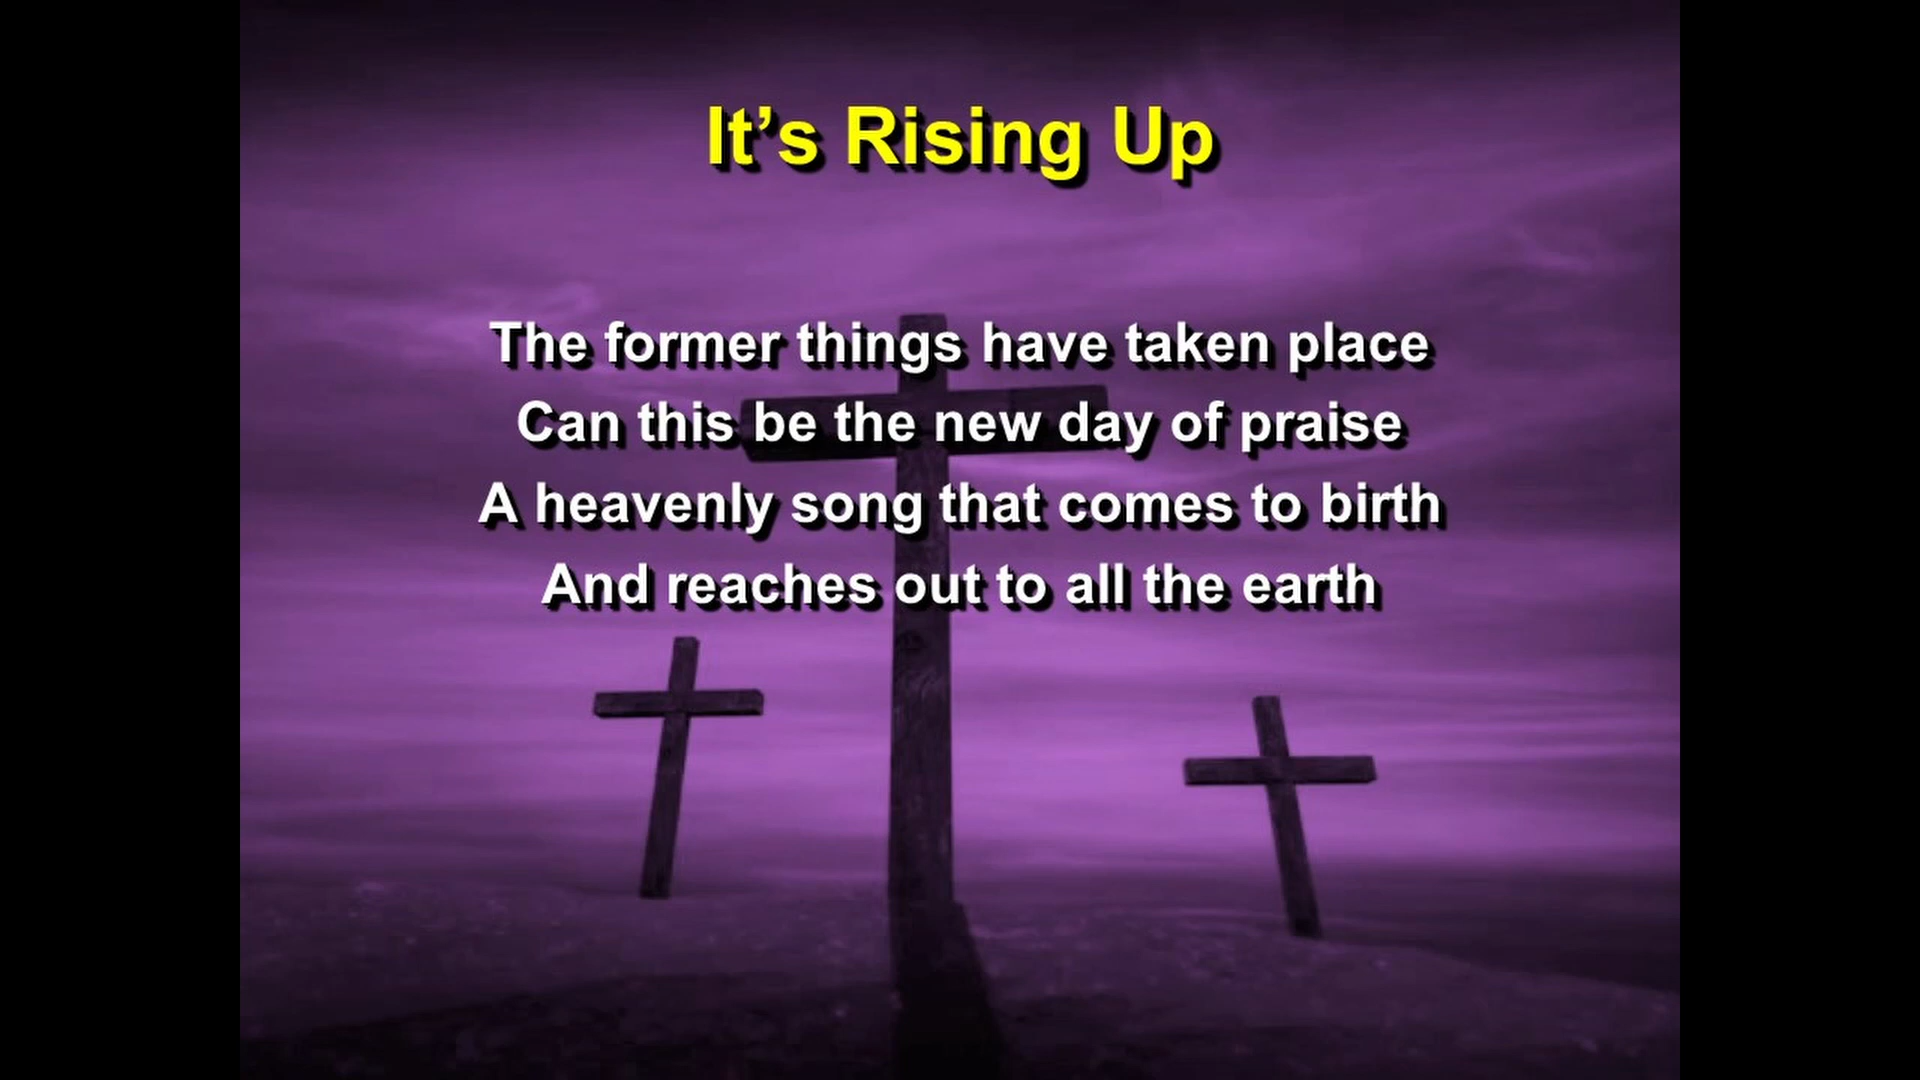 It’s Rising Up
The former things have taken place
Can this be the new day of praise
A heavenly song that comes to birth
And reaches out to all the earth